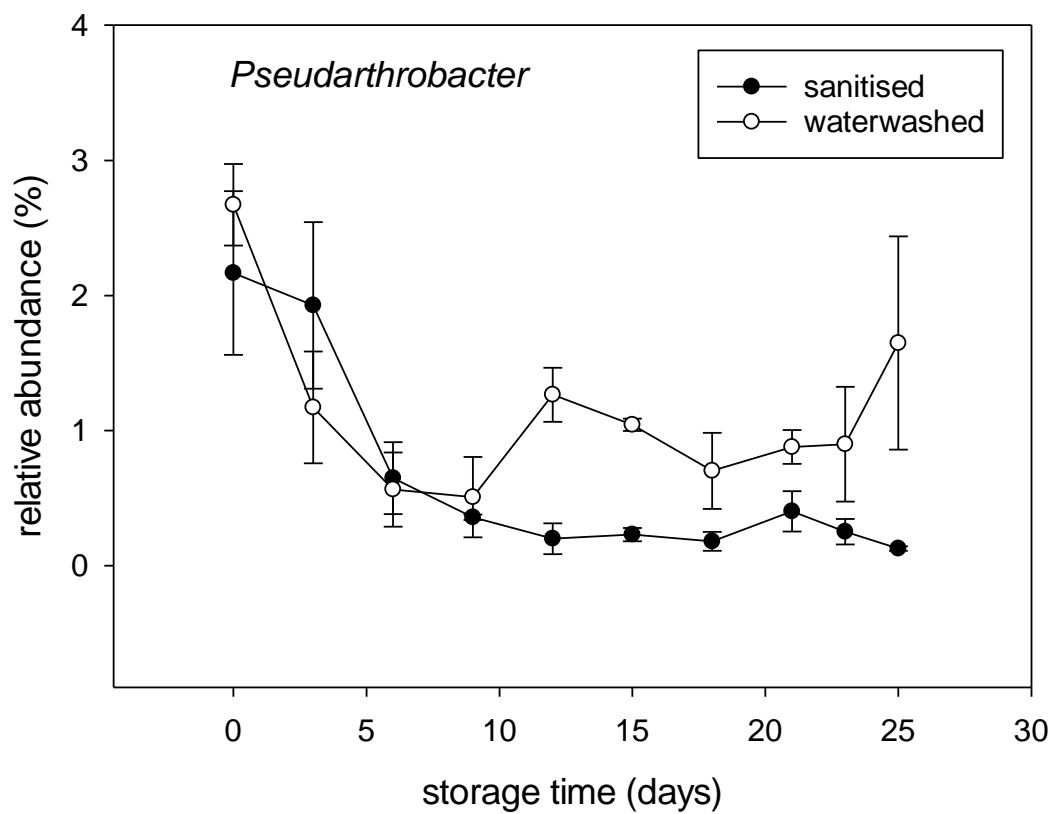 Pseudarthrobacter
sanitised
waterwashed
relative abundance (%)
4
3
2
1
0
0 5 10 15 20 25 30
storage time (days)